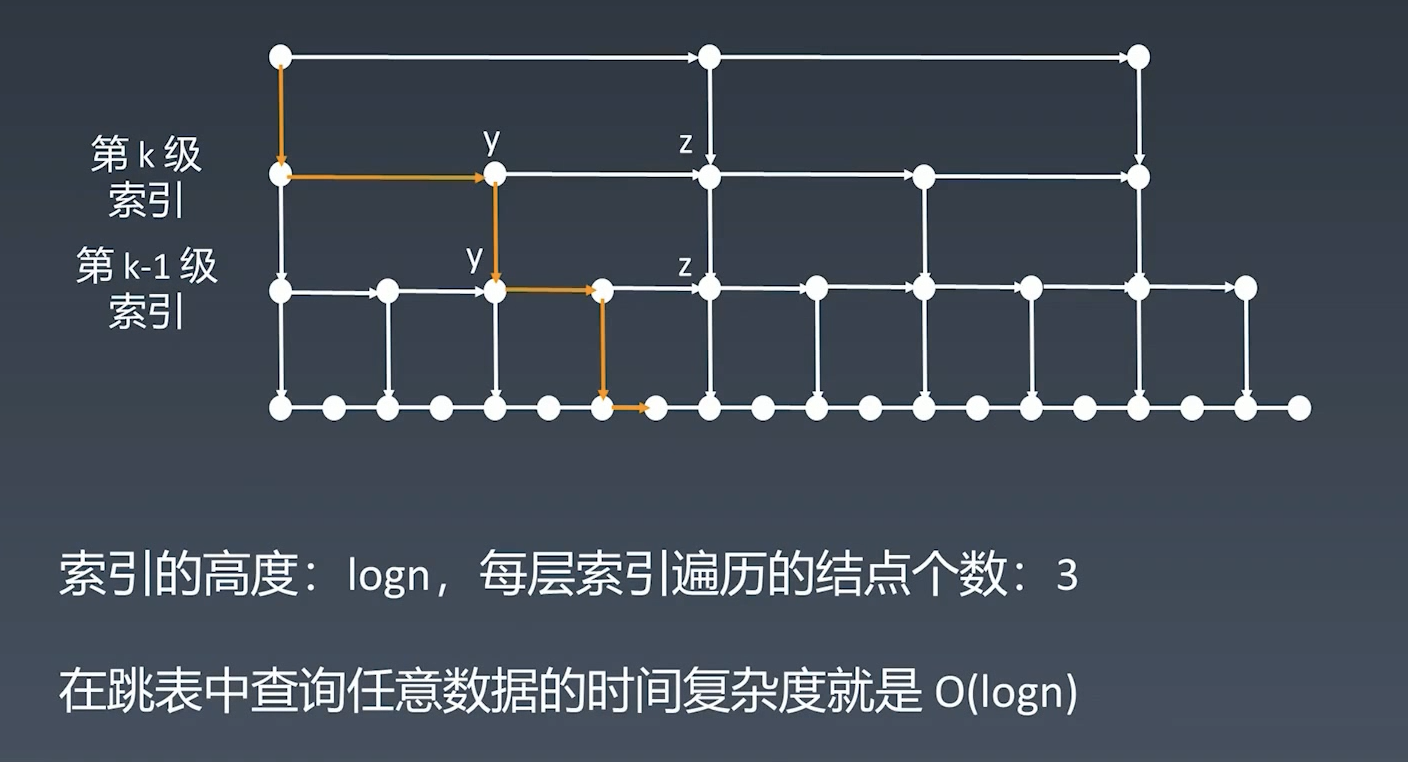 y
z
第 k 级
索引
y
z
第 k-1 级
索引
索引的高度：logn，每层索引遍历的结点个数：3
在跳表中查询任意数据的时间复杂度就是 O(logn)